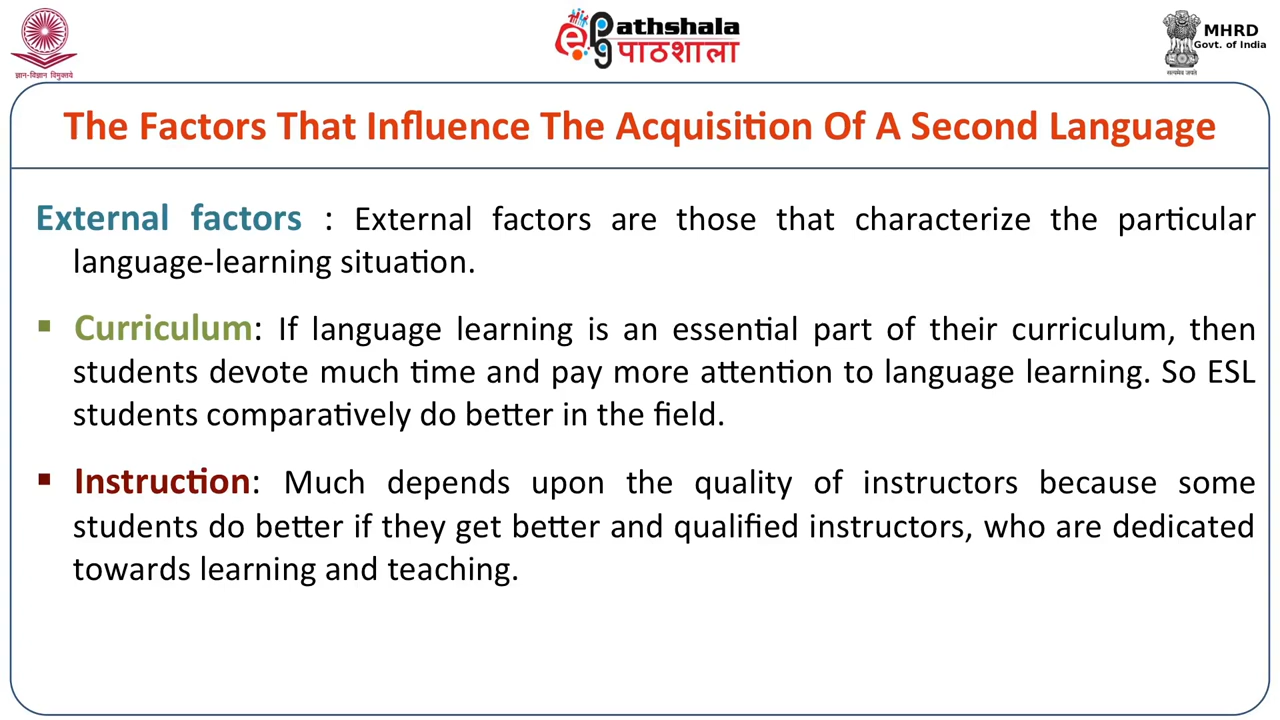 ज्ञान-विज्ञान विमुक्तये
ePathshala
पाठशाला
MHRD
Govt. of India
सत्यमेव जयते
The Factors That Influence The Acquisition Of A Second Language
External factors : External factors are those that characterize the particular
language-learning situation.
▪ Curriculum: If language learning is an essential part of their curriculum, then
students devote much time and pay more attention to language learning. So ESL
students comparatively do better in the field.
▪ Instruction: Much depends upon the quality of instructors because some
students do better if they get better and qualified instructors, who are dedicated
towards learning and teaching.